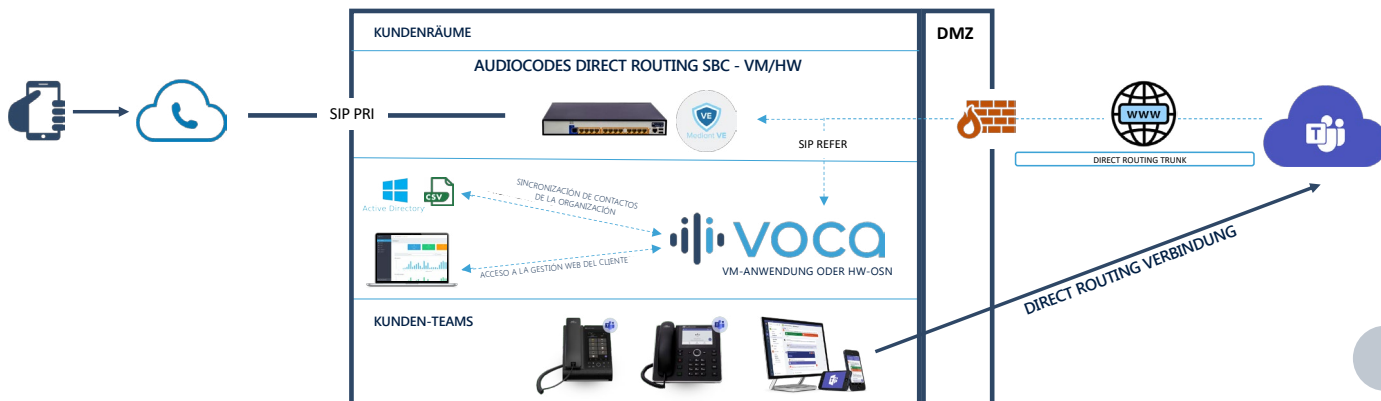 KUNDENRÄUME
DMZ
AUDIOCODES DIRECT ROUTING SBC - VM/HW
SIP PRI
VE
Mediant VE
SIP REFER
WWW
DIRECT ROUTING TRUNK
T
CSV
Active Directory
SINCRONIZACIÓN DE CONTACTOS
DE LA ORGANIZACIÓN
voca
VM-ANWENDUNG ODER HW-OSN
ACCESO A LA GESTIÓN WEB DEL CLIENTE
DIRECT ROUTING VERBINDUNG
KUNDEN-TEAMS